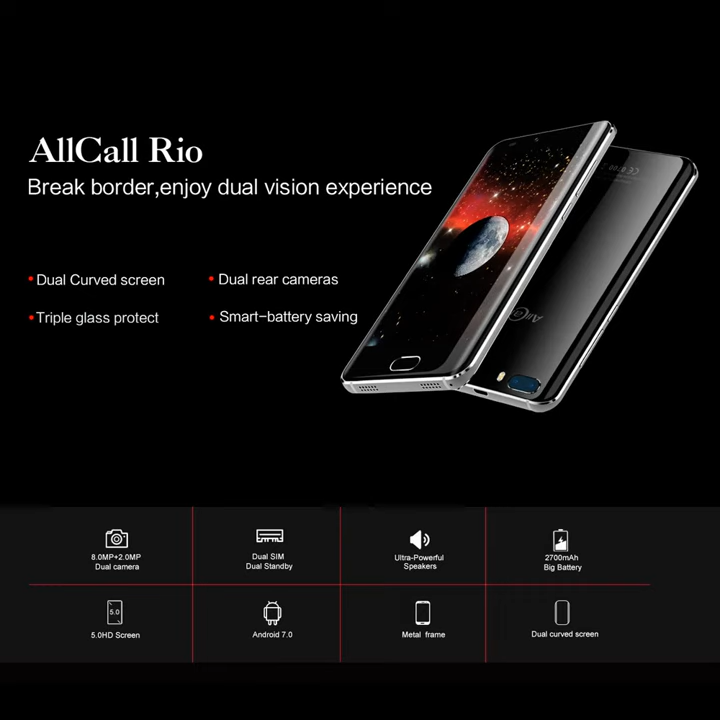 AllCall Rio
Break border,enjoy dual vision experience
•Dual Curved screen
•Dual rear cameras
•Triple glass protect
•Smart-battery saving
8.0MP+2.0MP
Dual camera
Dual SIM
Dual Standby
Ultra-Powerful
Speakers
2700mAh
Big Battery
5.0
5.0HD Screen
Android 7.0
Metal frame
Dual curved screen